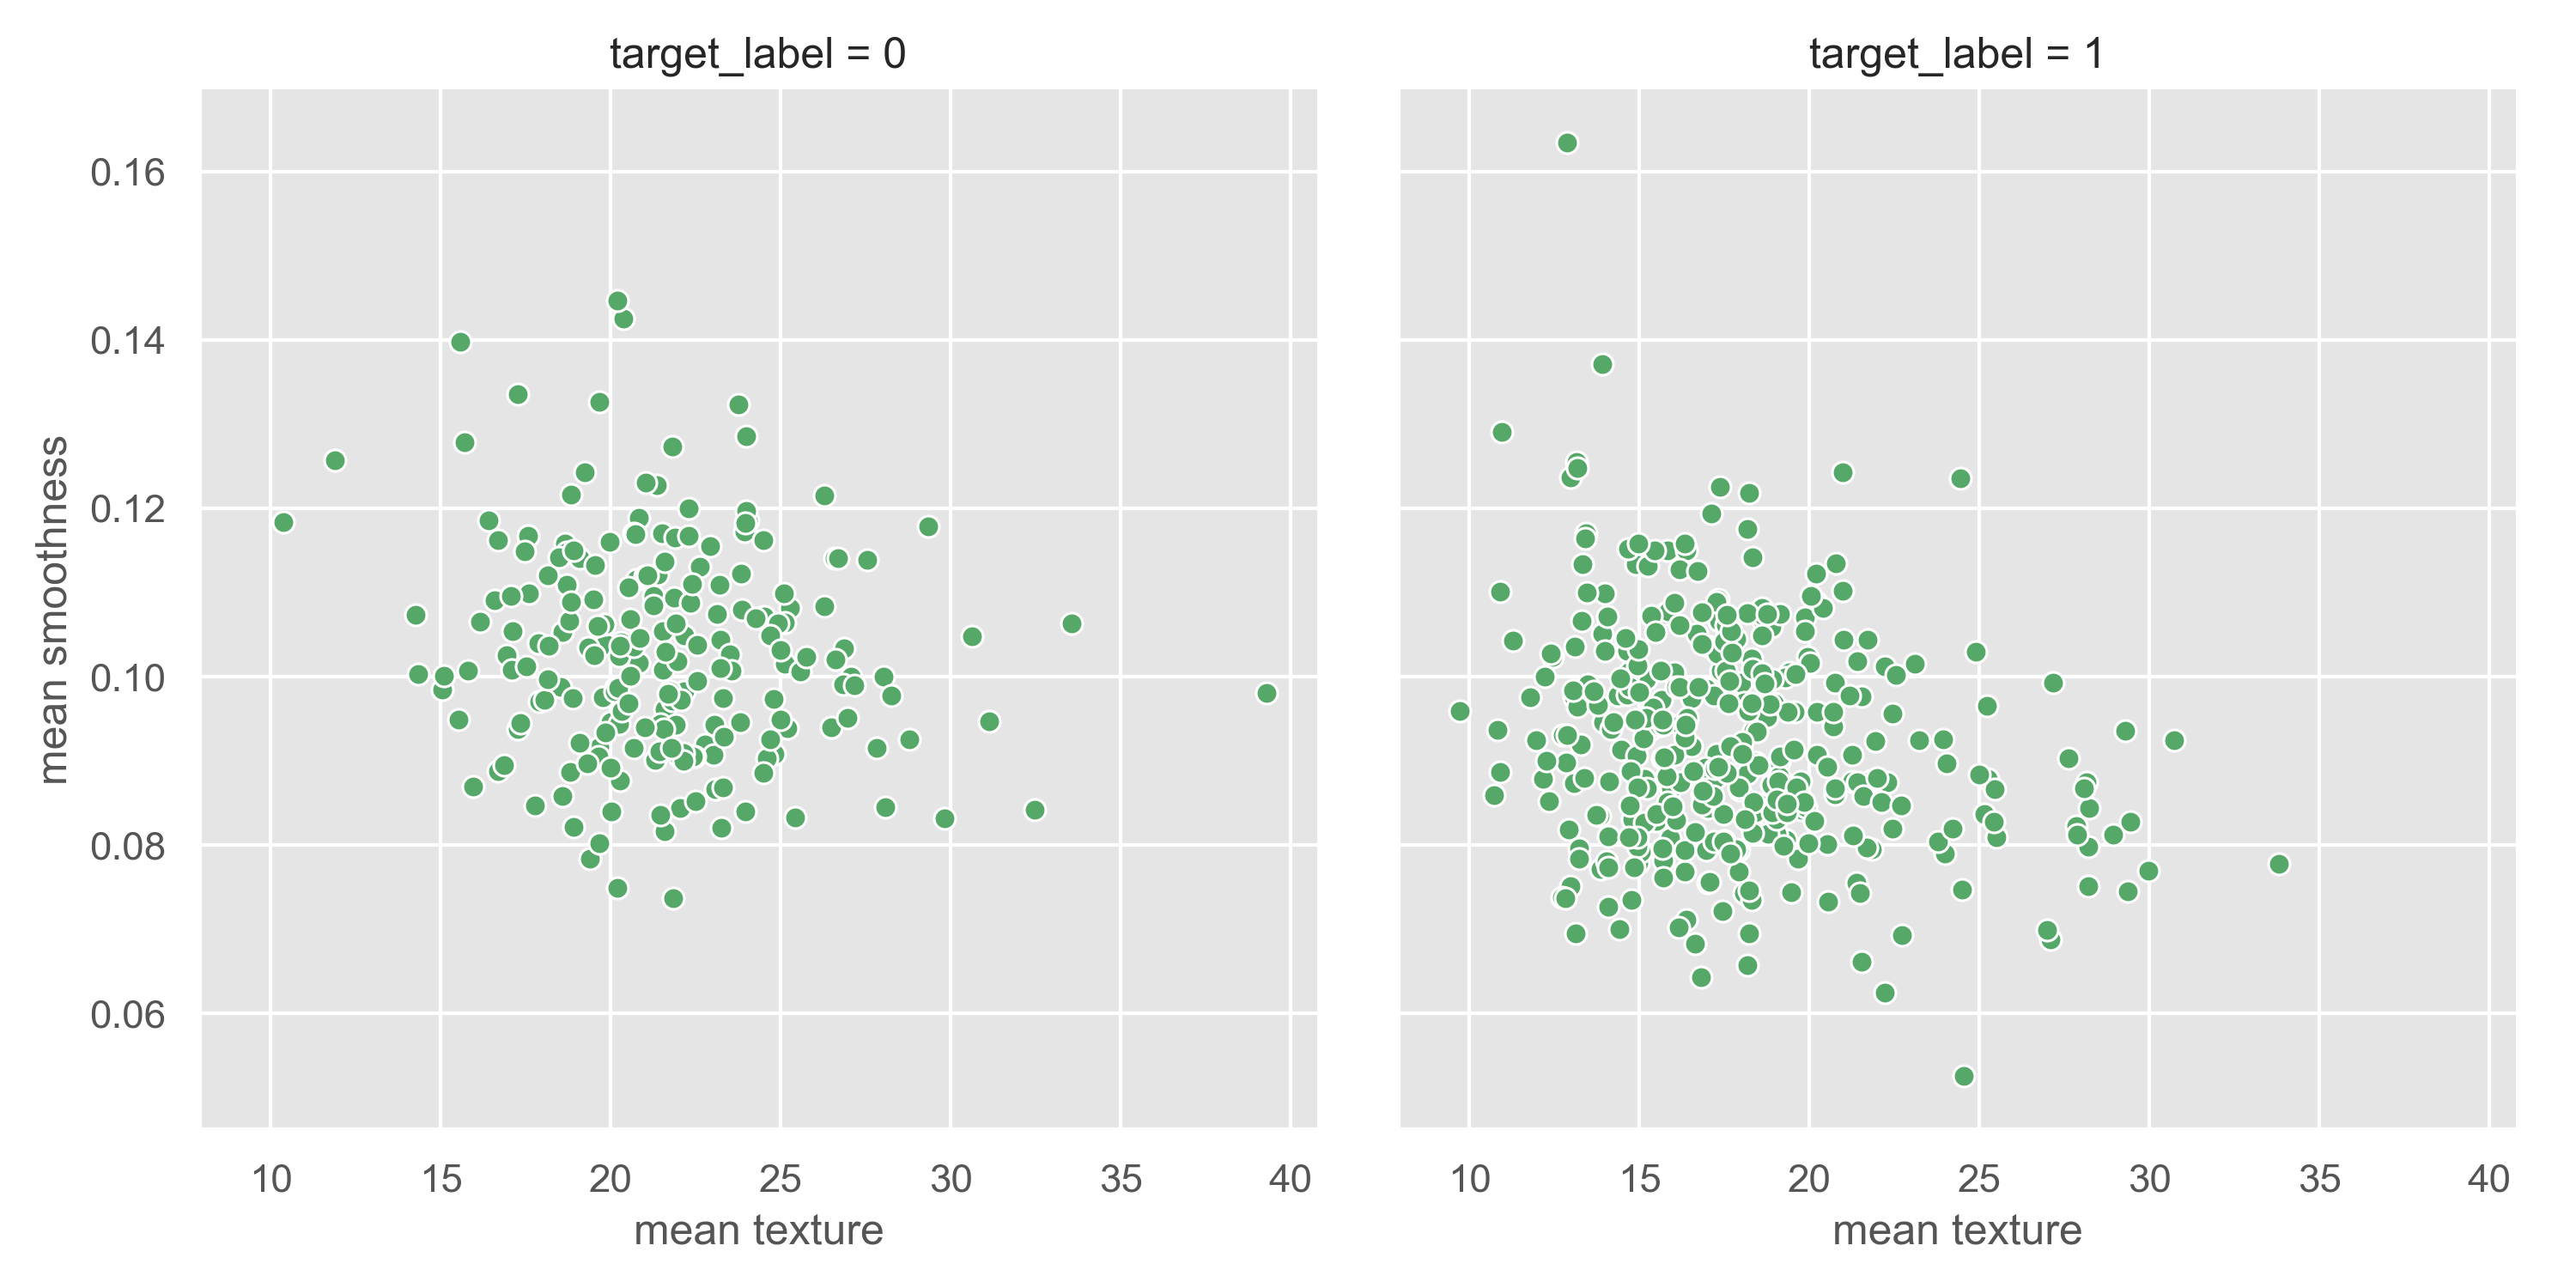 target_label = 0
target_label = 1
0.16
0.14
0.12
0.10
0.08
0.06
mean smoothness
10 15 20 25 30 35 40
10 15 20 25 30 35 40
mean texture
mean texture